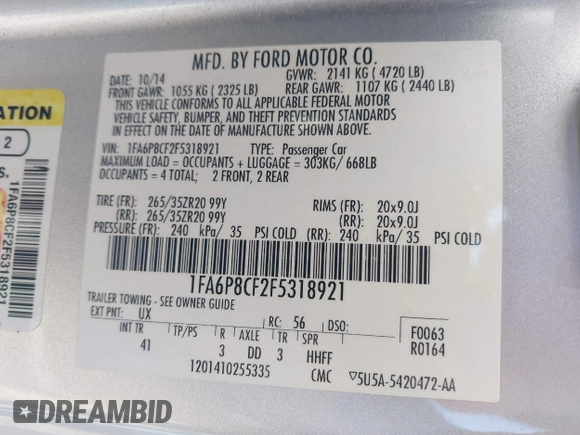 MFD. BY FORD MOTOR CO.
DATE: 10/14 GVWR: 2141 KG ( 4720 LB)
FRONT GAWR: 1055 KG ( 2325 LB) REAR GAWR: 1107 KG ( 2440 LB)
THIS VEHICLE CONFORMS TO ALL APPLICABLE FEDERAL MOTOR
VEHICLE SAFETY, BUMPER, AND THEFT PREVENTION STANDARDS
IN EFFECT ON THE DATE OF MANUFACTURE SHOWN ABOVE.
VIN: 1FA6P8CF2F5318921 TYPE: Passenger Car
MAXIMUM LOAD = OCCUPANTS + LUGGAGE = 303KG/ 668LB
OCCUPANTS = 4 TOTAL; 2 FRONT, 2 REAR
TIRE (FR): 265/35ZR20 99Y RIMS (FR): 20x9.0J
(RR): 265/35ZR20 99Y (RR): 20x9.0J
PRESSURE (FR): 240 kPa/ 35 PSI COLD (RR): 240 kPa/ 35 PSI COLD
1FA6P8CF2F5318921
TRAILER TOWING - SEE OWNER GUIDE
EXT PNT: UX RC: 56 DSO:
INT TR TP/PS R AXLE TR SPR
41 3 DD 3 HHFF
F0063
R0164
1201410255335 CMC ▽5U5A-5420472-AA
ATION
2
S.
1FA6P8CF2F5318921
DREAMBID